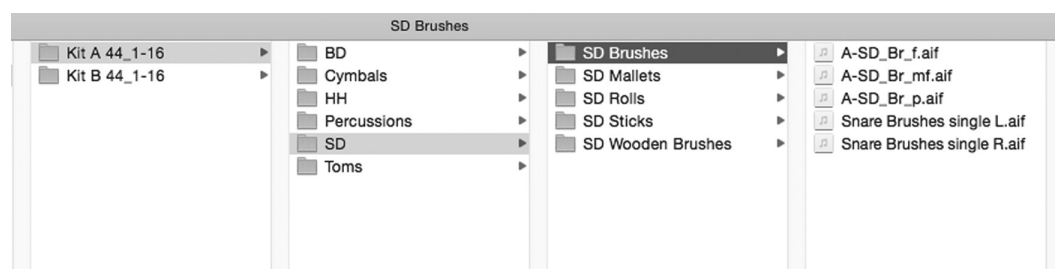 SD Brushes
Kit A 44_1-16
Kit B 44_1-16
BD
Cymbals
HH
Percussions
SD
Toms
SD Brushes
SD Mallets
SD Rolls
SD Sticks
SD Wooden Brushes
A-SD_Br_f.aif
A-SD_Br_mf.aif
A-SD_Br_p.aif
Snare Brushes single L.aif
Snare Brushes single R.aif